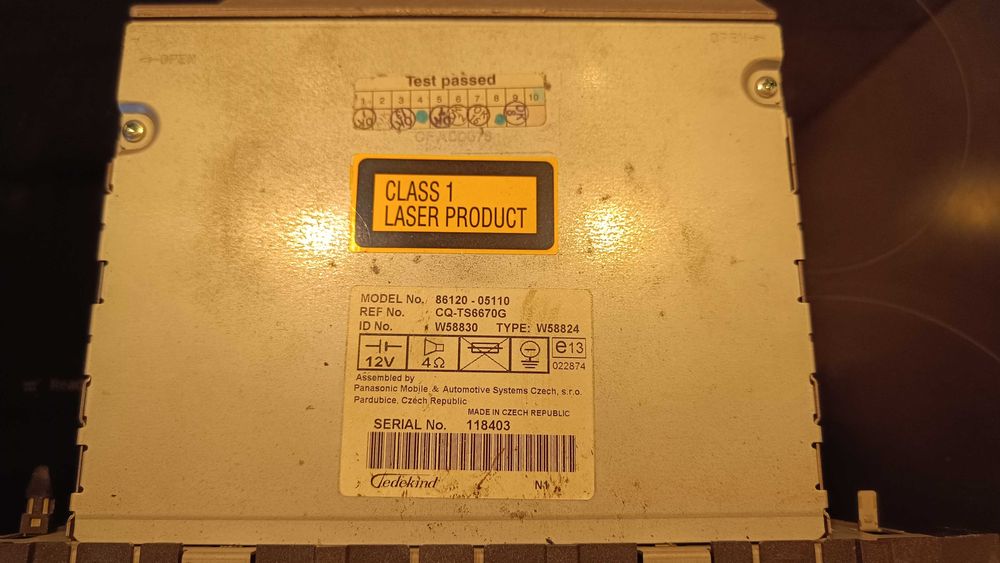 OPEN
OPEN
Test passed
1 2 3 4 5 6 7 8 9 10
CLASS 1
LASER PRODUCT
MODEL No. 86120 - 05110
REF No. CQ-TS6670G
ID No. W58830 TYPE: W58824
12V 4Ω e13
022874
Assembled by
Panasonic Mobile & Automotive Systems Czech, s.r.o.
Pardubice, Czech Republic
MADE IN CZECH REPUBLIC
SERIAL No. 118403
Tedekind N1